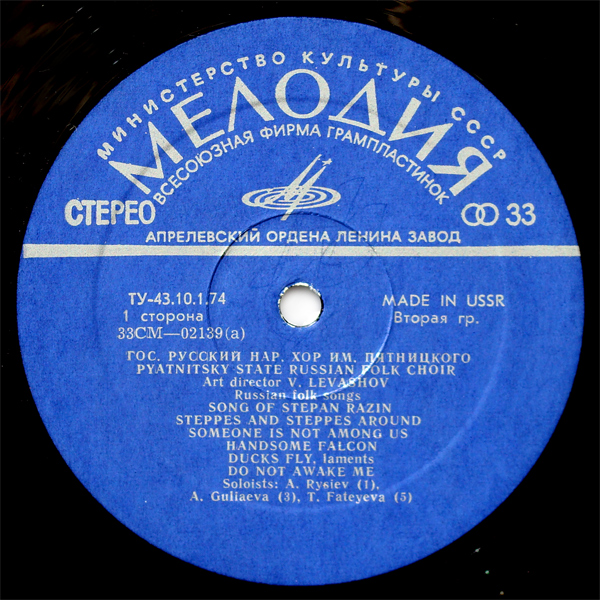 МИНИСТЕРСТВО КУЛЬТУРЫ СССР
МЕЛОДИЯ
ВСЕСОЮЗНАЯ ФИРМА ГРАМПЛАСТИНОК
СТЕРЕО
33
АПРЕЛЕВСКИЙ ОРДЕНА ЛЕНИНА ЗАВОД
ТУ-43.10.1.74
MADE IN USSR
1 сторона
Вторая гр.
33СМ—02139(а)
ГОС. РУССКИЙ НАР. ХОР ИМ. ПЯТНИЦКОГО
PYATNITSKY STATE RUSSIAN FOLK CHOIR
Art director V. LEVASHOV
Russian folk songs
SONG OF STEPAN RAZIN
STEPPES AND STEPPES AROUND
SOMEONE IS NOT AMONG US
HANDSOME FALCON
DUCKS FLY, laments
DO NOT AWAKE ME
Soloists: A. Rysiev (1),
A. Guliaeva (3), T. Fateyeva (5)